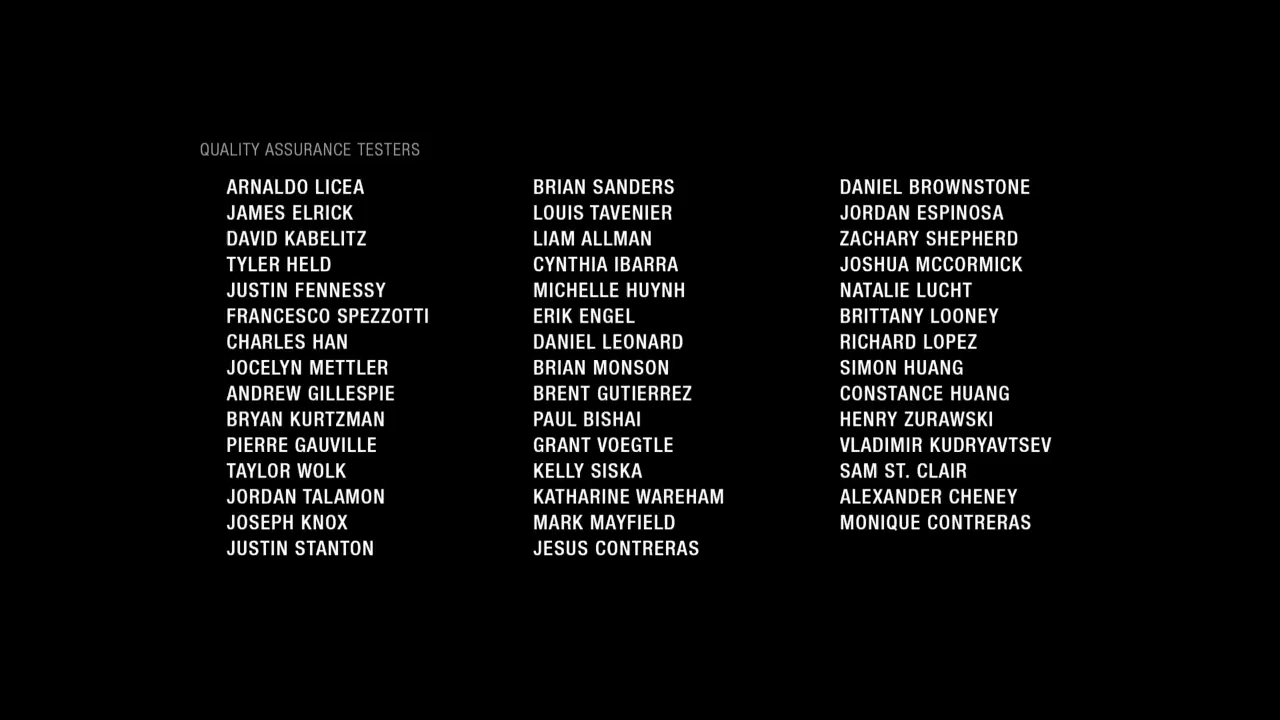 QUALITY ASSURANCE TESTERS
ARNALDO LICEA
JAMES ELRICK
DAVID KABELITZ
TYLER HELD
JUSTIN FENNESSY
FRANCESCO SPEZZOTTI
CHARLES HAN
JOCELYN METTLER
ANDREW GILLESPIE
BRYAN KURTZMAN
PIERRE GAUVILLE
TAYLOR WOLK
JORDAN TALAMON
JOSEPH KNOX
JUSTIN STANTON
BRIAN SANDERS
LOUIS TAVENIER
LIAM ALLMAN
CYNTHIA IBARRA
MICHELLE HUYNH
ERIK ENGEL
DANIEL LEONARD
BRIAN MONSON
BRENT GUTIERREZ
PAUL BISHAI
GRANT VOEGTLE
KELLY SISKA
KATHARINE WAREHAM
MARK MAYFIELD
JESUS CONTRERAS
DANIEL BROWNSTONE
JORDAN ESPINOSA
ZACHARY SHEPHERD
JOSHUA MCCORMICK
NATALIE LUCHT
BRITTANY LOONEY
RICHARD LOPEZ
SIMON HUANG
CONSTANCE HUANG
HENRY ZURAWSKI
VLADIMIR KUDRYAVTSEV
SAM ST. CLAIR
ALEXANDER CHENEY
MONIQUE CONTRERAS